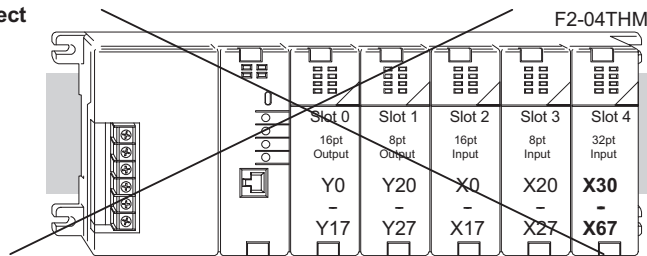 ect
F2-04THM
Slot 0 Slot 1 Slot 2 Slot 3 Slot 4
16pt 8pt 16pt 8pt 32pt
Output Output Input Input Input
Y0 Y20 X0 X20 X30
- - - - -
Y17 Y27 X17 X27 X67